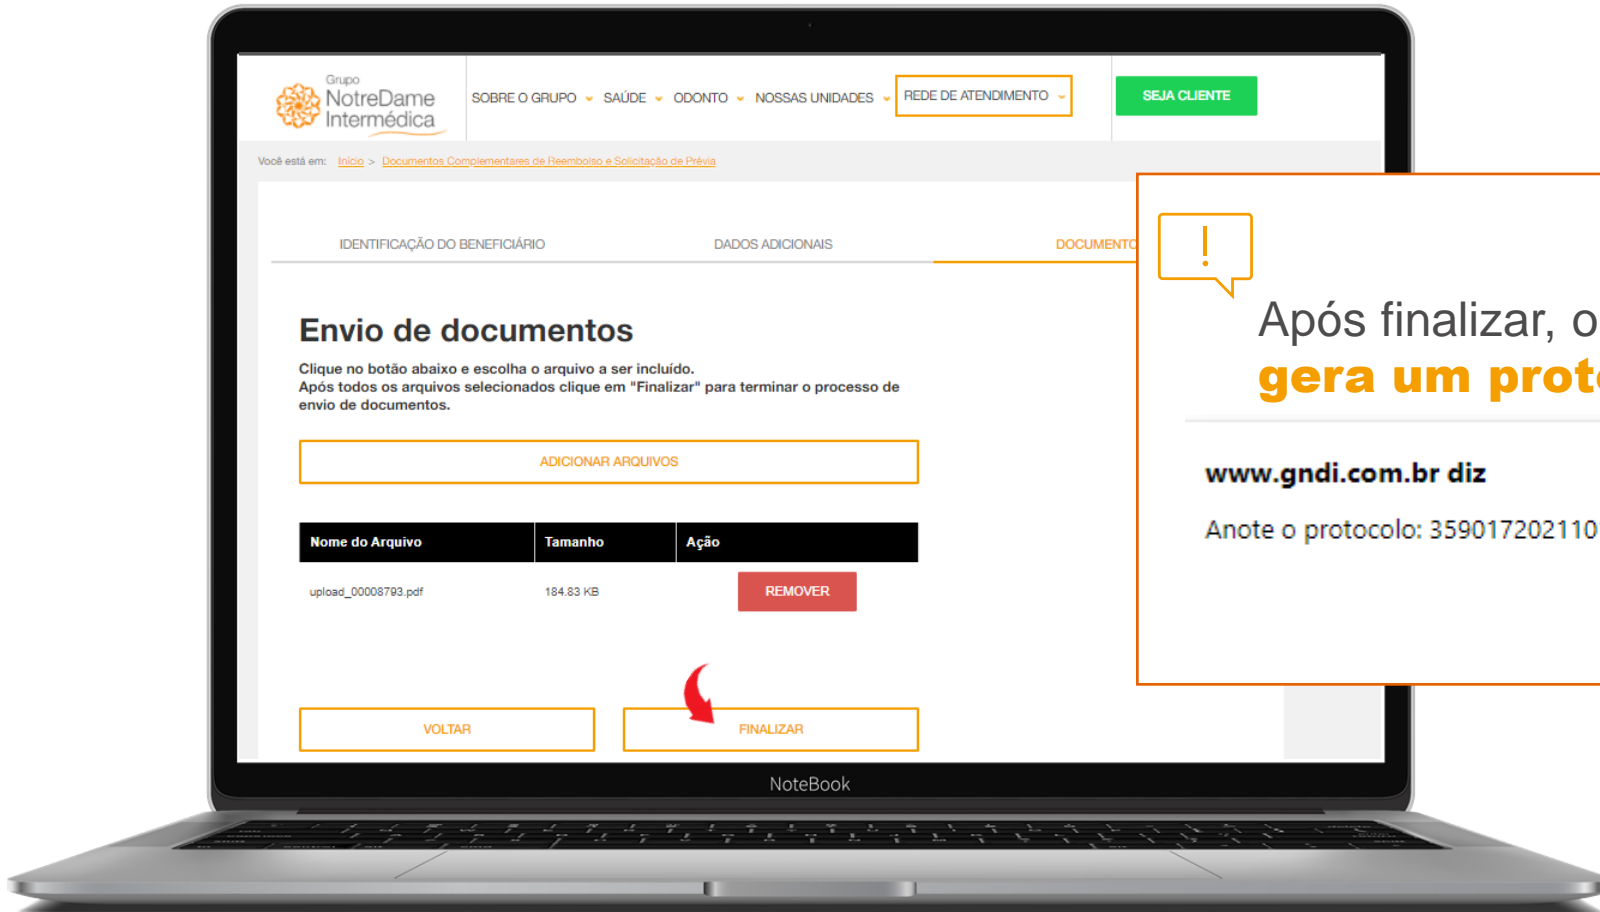 Grupo
NotreDame
Intermédica
SOBRE O GRUPO SAÚDE ODONTO NOSSAS UNIDADES REDE DE ATENDIMENTO SEJA CLIENTE
Você está em: Início > Documentos Complementares de Reembolso e Solicitação de Prévia
IDENTIFICAÇÃO DO BENEFICIÁRIO DADOS ADICIONAIS DOCUMENTO
!
Após finalizar, o
gera um prot
Envio de documentos
Clique no botão abaixo e escolha o arquivo a ser incluído.
Após todos os arquivos selecionados clique em "Finalizar" para terminar o processo de
envio de documentos.
ADICIONAR ARQUIVOS
www.gndi.com.br diz
Anote o protocolo: 359017202110
Nome do Arquivo Tamanho Ação
upload_00008793.pdf 184.83 KB REMOVER
VOLTAR FINALIZAR
NoteBook